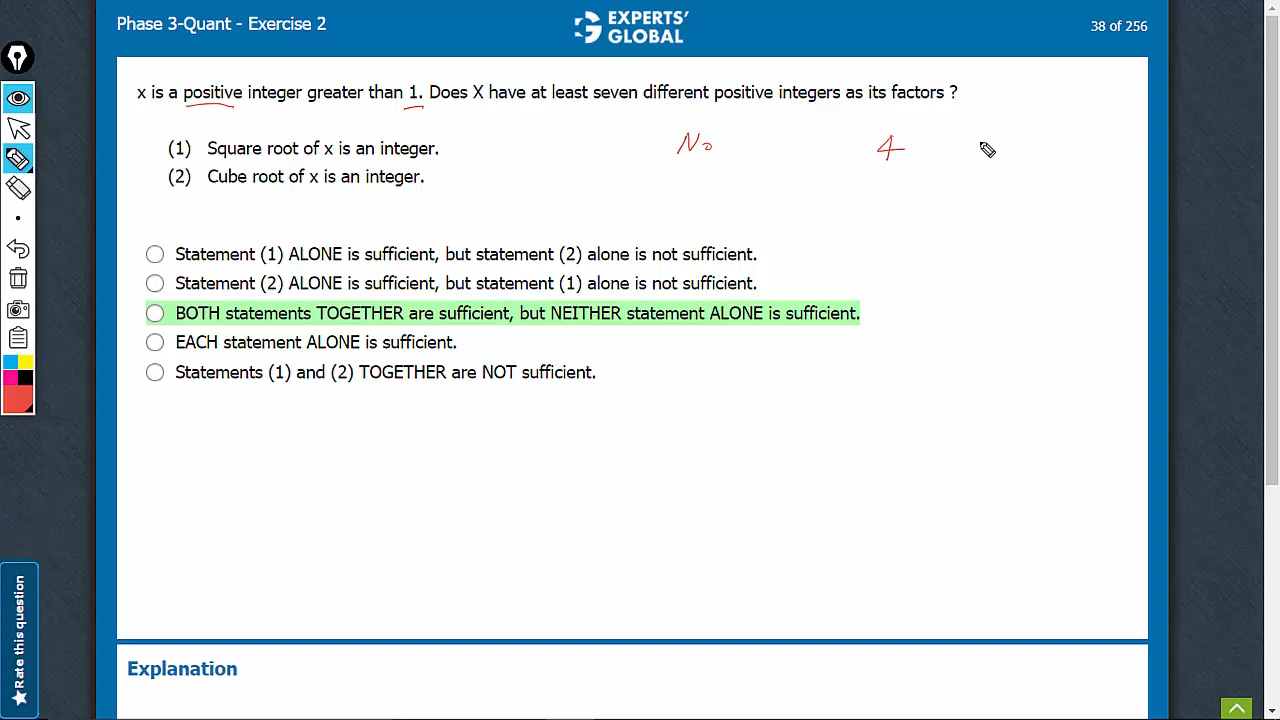 Phase 3-Quant - Exercise 2
EXPERTS' GLOBAL
38 of 256
x is a positive integer greater than 1. Does X have at least seven different positive integers as its factors ?
(1) Square root of x is an integer.
No 4
(2) Cube root of x is an integer.
Statement (1) ALONE is sufficient, but statement (2) alone is not sufficient.
Statement (2) ALONE is sufficient, but statement (1) alone is not sufficient.
BOTH statements TOGETHER are sufficient, but NEITHER statement ALONE is sufficient.
EACH statement ALONE is sufficient.
Statements (1) and (2) TOGETHER are NOT sufficient.
Rate this question
Explanation